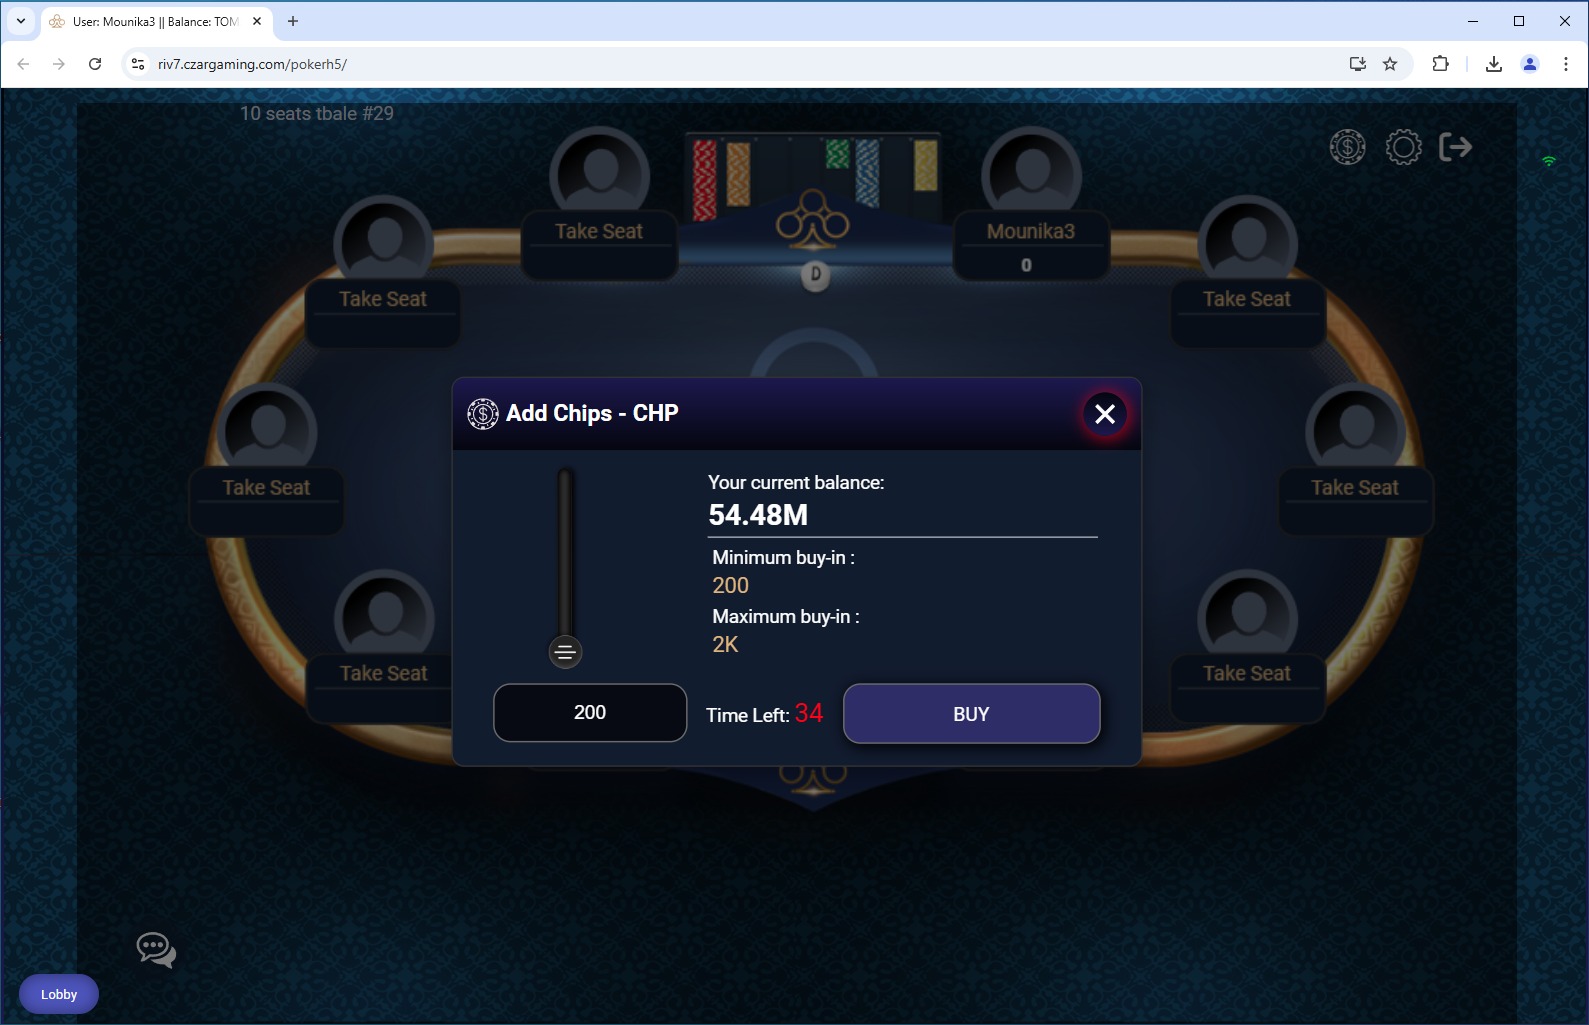 User: Mounika3 || Balance: TOM
riv7.czargaming.com/pokerh5/
10 seats tbale #29
Take Seat
Mounika3
0
D
Take Seat
Take Seat
Take Seat
Take Seat
Add Chips - CHP
Your current balance:
54.48M
Minimum buy-in :
200
Maximum buy-in :
2K
Take Seat
Take Seat
200
Time Left: 34
BUY
Lobby